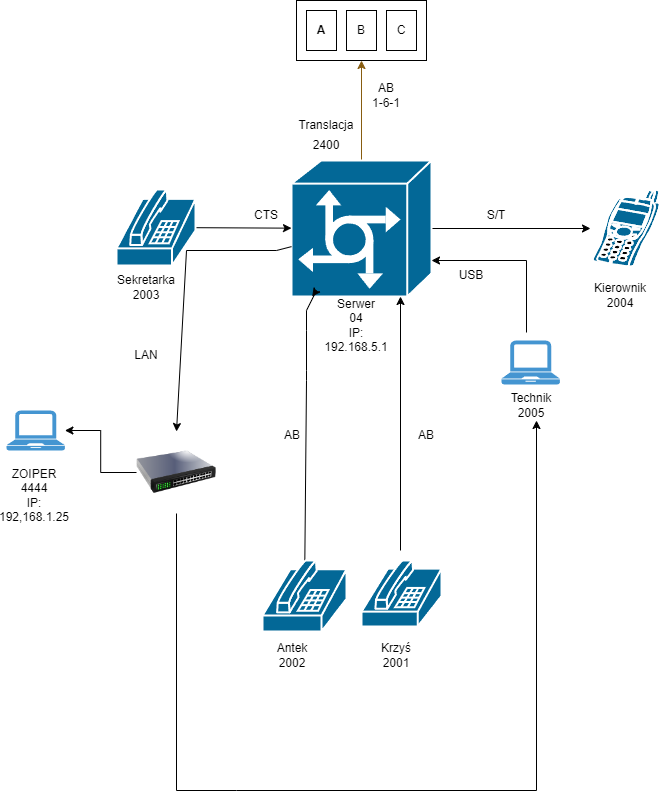 A B C
AB
1-6-1
Translacja
2400
CTS
S/T
Sekretarka
2003
USB
Kierownik
2004
Serwer
04
IP:
192.168.5.1
LAN
Technik
2005
ZOIPER
4444
IP:
192,168.1.25
AB
AB
Antek
2002
Krzyś
2001